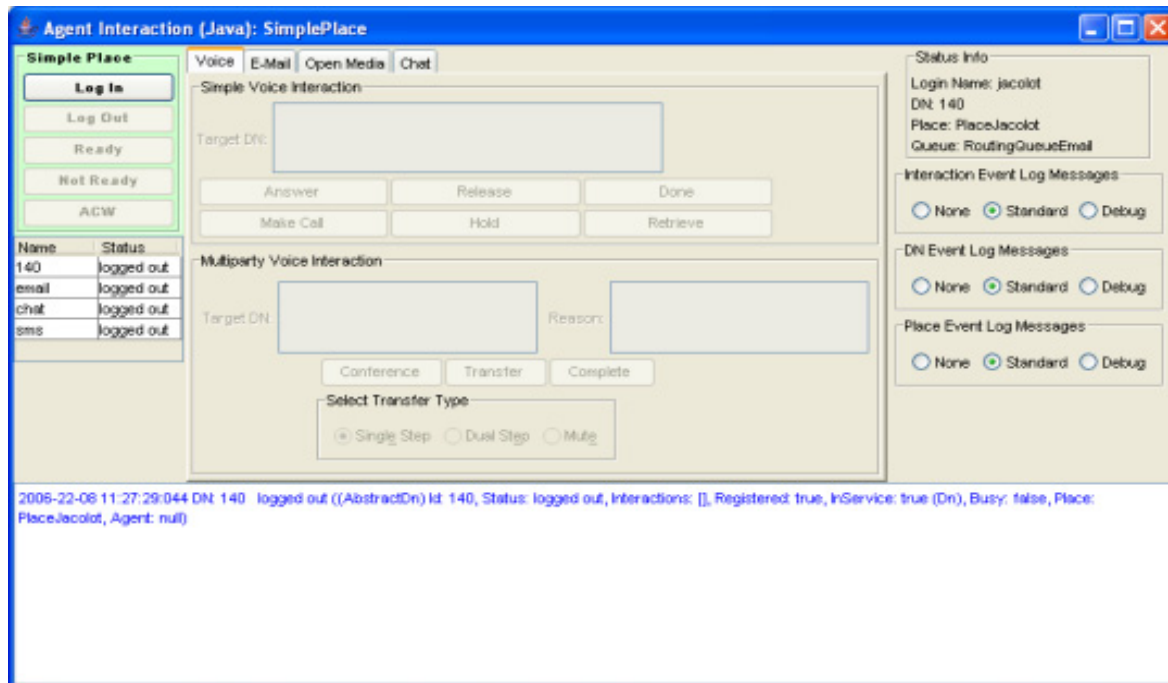 Agent Interaction (Java): SimplePlace
Simple Place
Log In
Log Out
Ready
Not Ready
ACW
Name Status
140 logged out
email logged out
chat logged out
sms logged out
Voice E-Mail Open Media Chat
Simple Voice Interaction
Target DN:
Answer Release Done
Make Call Hold Retrieve
Multiparty Voice Interaction
Target DN: Reason:
Conference Transfer Complete
Select Transfer Type
Single Step Dual Step Mute
Status Info
Login Name: jacolot
DN: 140
Place: PlaceJacolot
Queue: RoutingQueueEmail
Interaction Event Log Messages
None Standard Debug
DN Event Log Messages
None Standard Debug
Place Event Log Messages
None Standard Debug
2006-22-08 11:27:29:044 DN: 140 logged out ((AbstractDn) Id: 140, Status: logged out, Interactions: [], Registered: true, InService: true (Dn), Busy: false, Place:
PlaceJacolot, Agent: null)